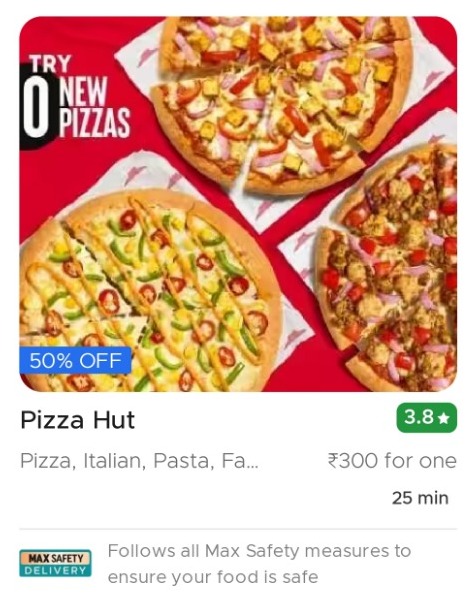 TRY
0 NEW
PIZZAS
50% OFF
Pizza Hut
3.8★
Pizza, Italian, Pasta, Fa...
₹300 for one
25 min
MAX SAFETY
DELIVERY
Follows all Max Safety measures to
ensure your food is safe